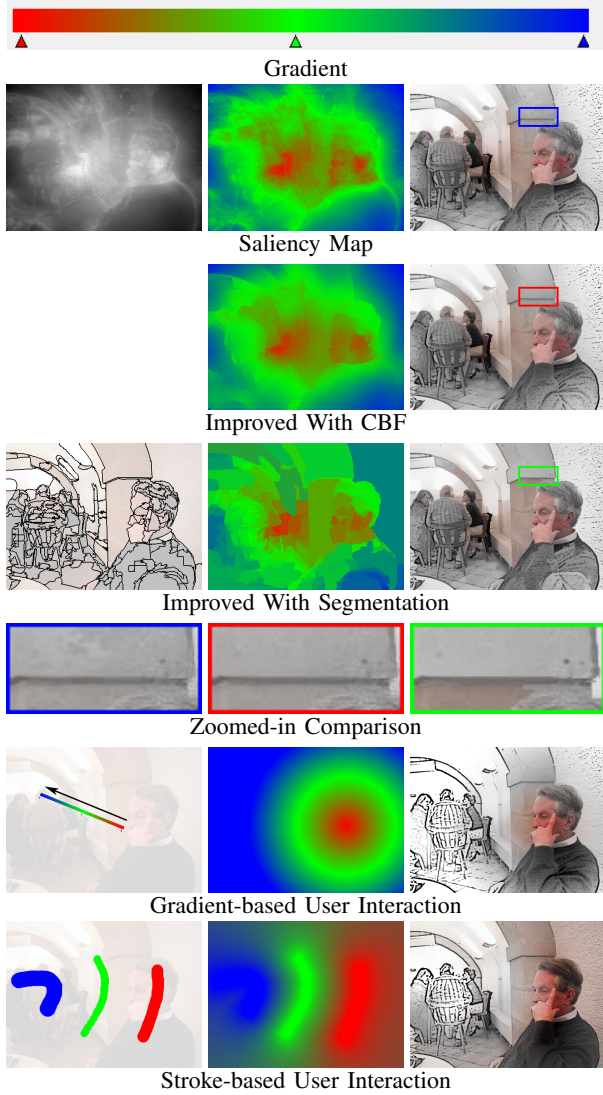 Gradient
Saliency Map
Improved With CBF
Improved With Segmentation
Zoomed-in Comparison
Gradient-based User Interaction
Stroke-based User Interaction